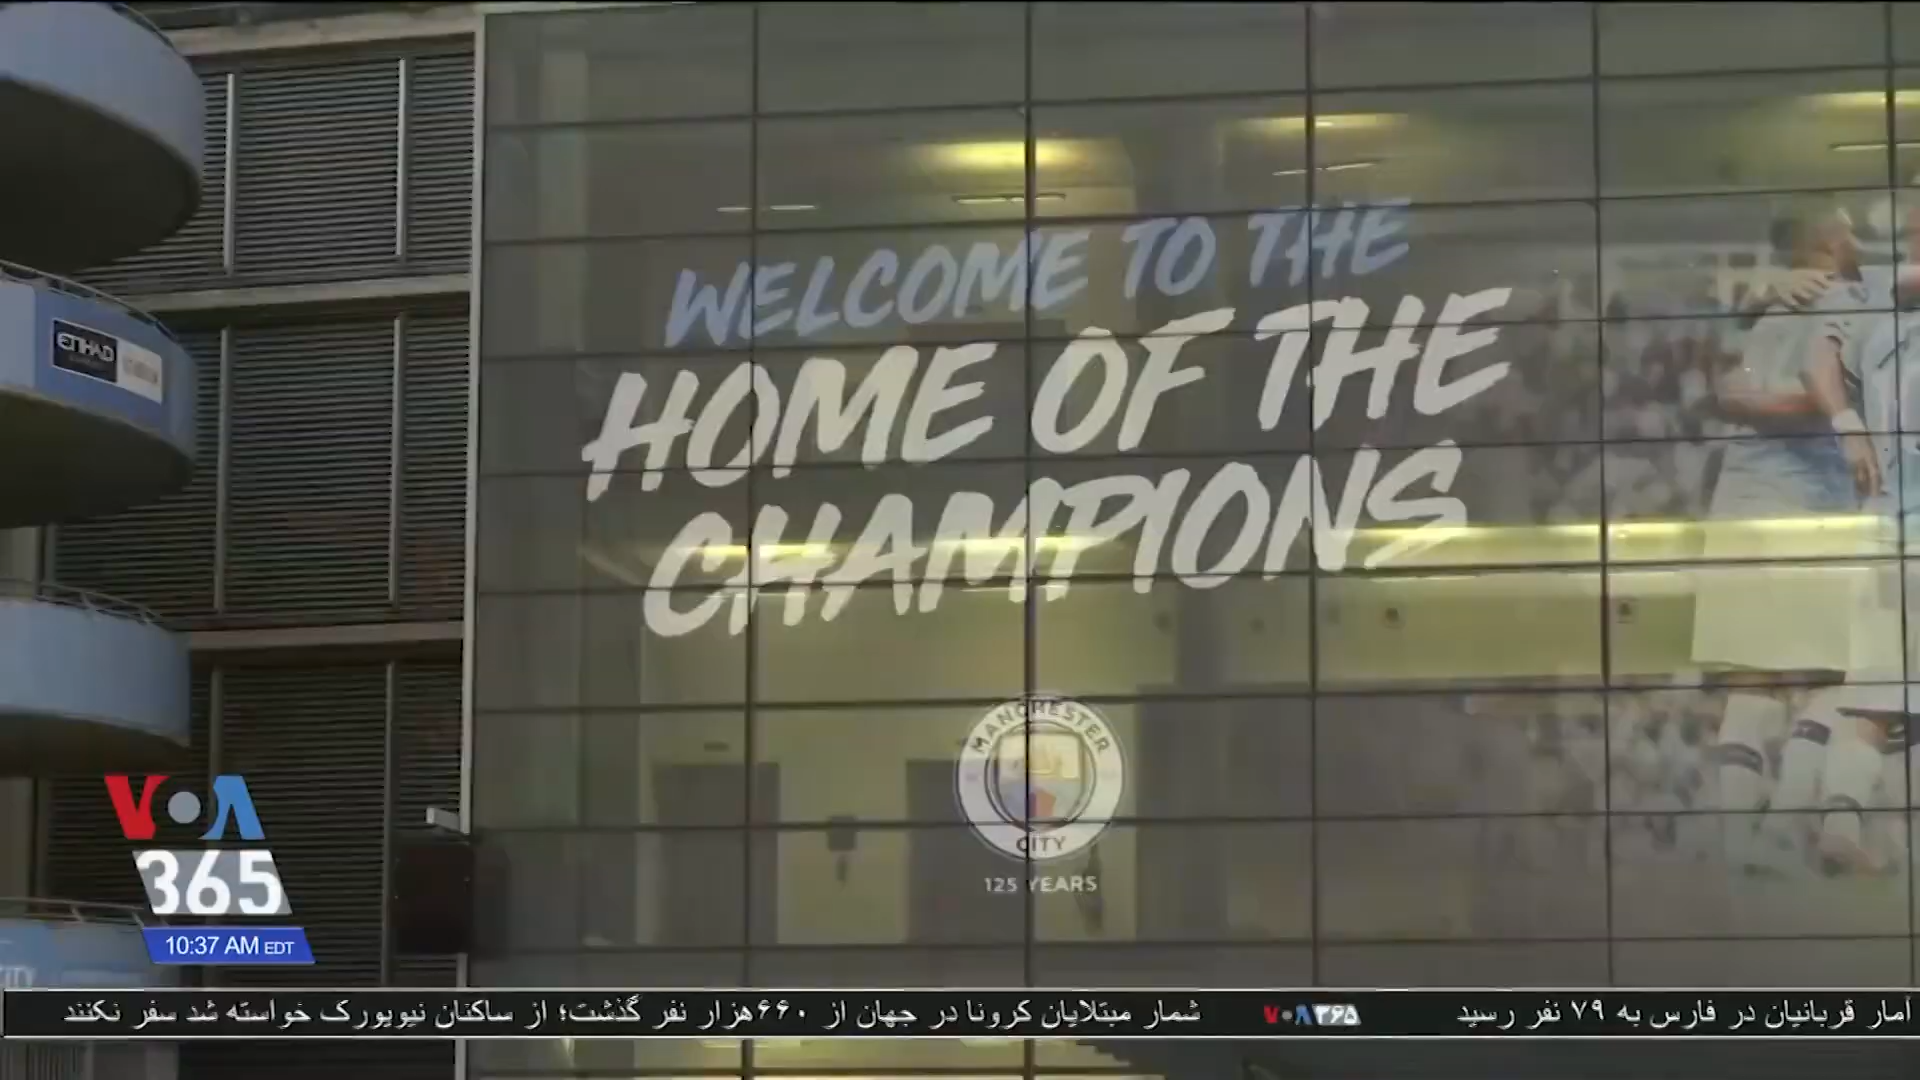 WELCOME TO THE
HOME OF THE
CHAMPIONS
ETIHAD
MANCHESTER
CITY
125 YEARS
VOA
365
10:37 AM EDT
CITY
آمار قربانیان در فارس به ۷۹ نفر رسید VOA۳۶۵ شمار مبتلایان کرونا در جهان از ۶۶۰هزار نفر گذشت؛ از ساکنان نیویورک خواسته شد سفر نکنند